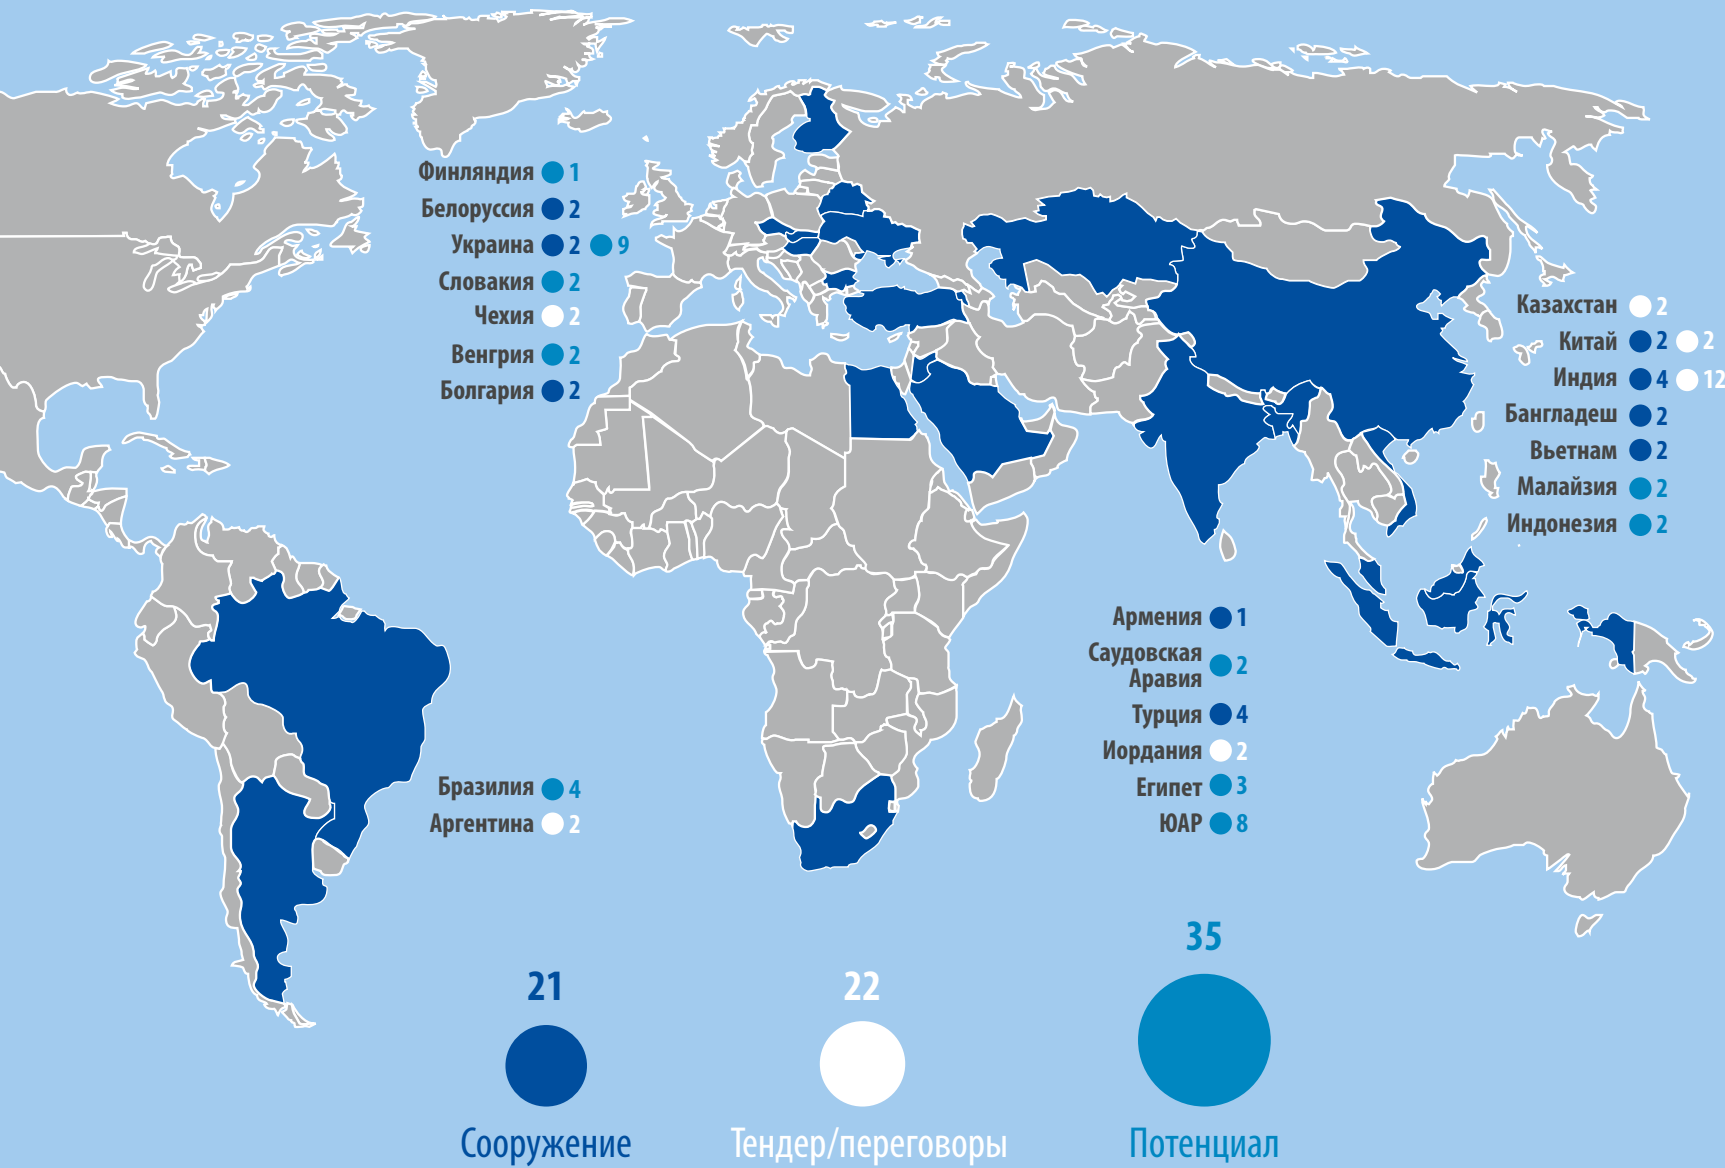 Финляндия 1
Белоруссия 2
Украина 2 9
Словакия 2
Чехия 2
Венгрия 2
Болгария 2
Казахстан 2
Китай 2 2
Индия 4 12
Бангладеш 2
Вьетнам 2
Малайзия 2
Индонезия 2
Армения 1
Саудовская
Аравия 2
Турция 4
Иордания 2
Египет 3
ЮАР 8
Бразилия 4
Аргентина 2
21
22
35
Сооружение
Тендер/переговоры
Потенциал